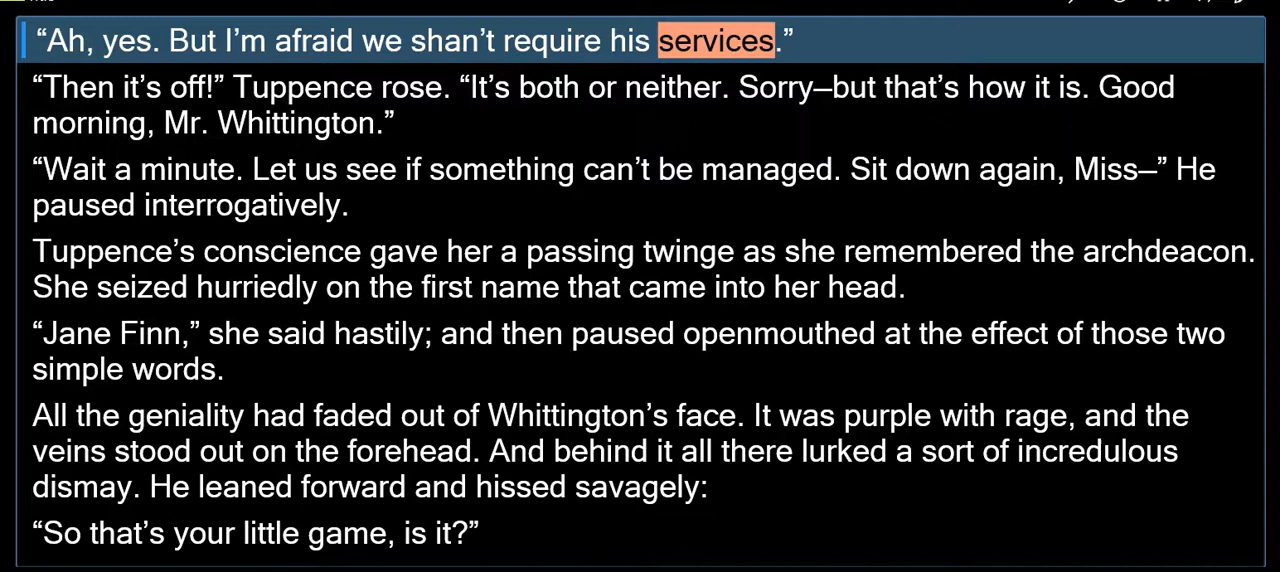 “Ah, yes. But I’m afraid we shan’t require his services.”
“Then it’s off!” Tuppence rose. “It’s both or neither. Sorry—but that’s how it is. Good
morning, Mr. Whittington.”
“Wait a minute. Let us see if something can’t be managed. Sit down again, Miss—” He
paused interrogatively.
Tuppence’s conscience gave her a passing twinge as she remembered the archdeacon.
She seized hurriedly on the first name that came into her head.
“Jane Finn,” she said hastily; and then paused openmouthed at the effect of those two
simple words.
All the geniality had faded out of Whittington’s face. It was purple with rage, and the
veins stood out on the forehead. And behind it all there lurked a sort of incredulous
dismay. He leaned forward and hissed savagely:
“So that’s your little game, is it?”